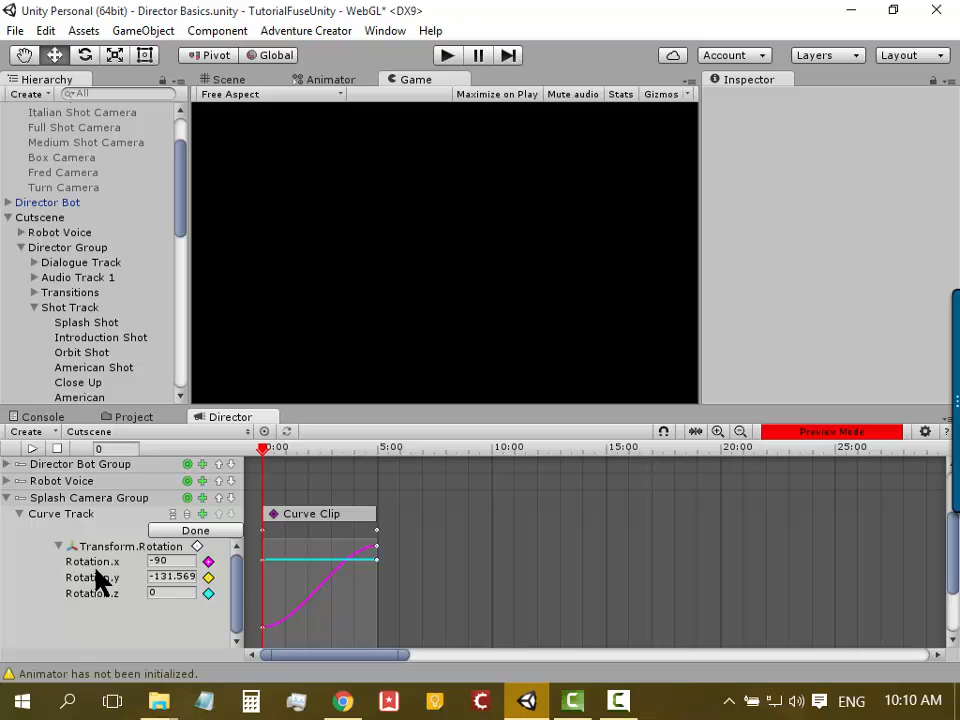 Unity Personal (64bit) - Director Basics.unity - TutorialFuseUnity - WebGL* <DX9>
File Edit Assets GameObject Component Adventure Creator Window Help
Pivot Global Account Layers Layout
Hierarchy Scene Animator Game Inspector
Create All Free Aspect Maximize on Play Mute audio Stats Gizmos
Italian Shot Camera
Full Shot Camera
Medium Shot Camera
Box Camera
Fred Camera
Turn Camera
Director Bot
Cutscene
Robot Voice
Director Group
Dialogue Track
Audio Track 1
Transitions
Shot Track
Splash Shot
Introduction Shot
Orbit Shot
American Shot
Close Up
American
Console Project Director
Create Cutscene Preview Mode ?
0 0:00 5:00 10:00 15:00 20:00 25:00
Director Bot Group
Robot Voice
Splash Camera Group
Curve Track Curve Clip
Done
Transform.Rotation
Rotation.x -90
Rotation.y -131.569
Rotation.z 0
Animator has not been initialized.
ENG 10:10 AM